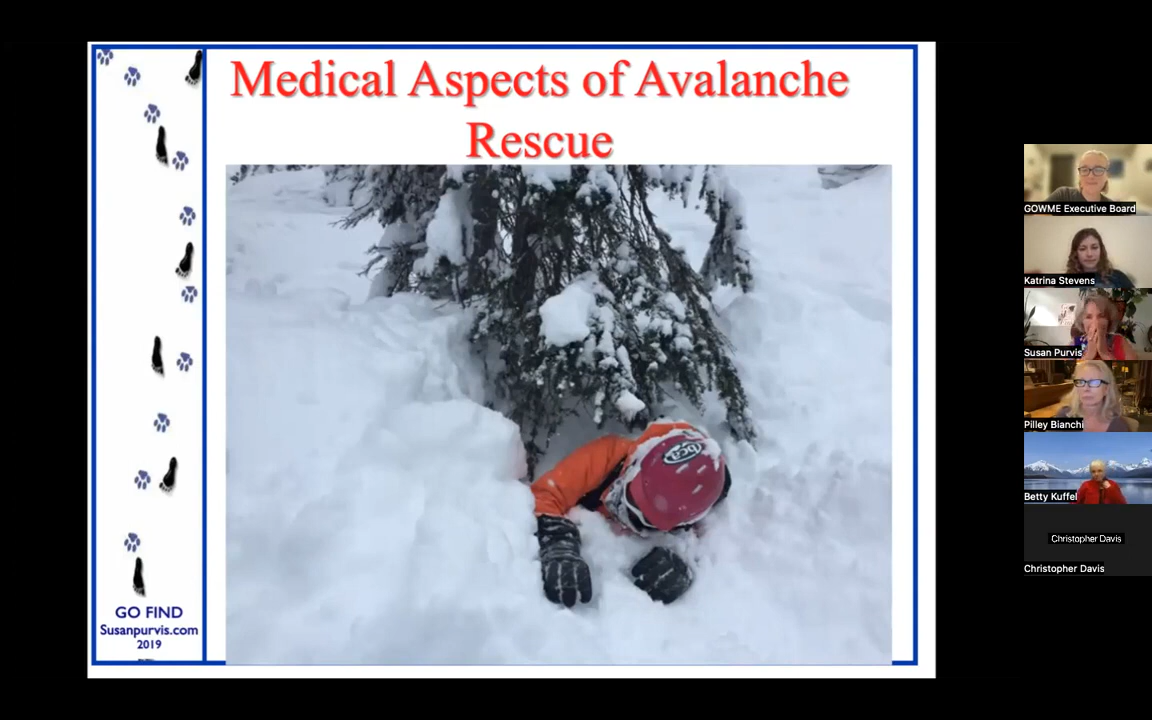 Medical Aspects of Avalanche
Rescue
bca
GO FIND
Susanpurvis.com
2019
GOWME Executive Board
Katrina Stevens
Susan Purvis
Pilley Bianchi
Betty Kuffel
Christopher Davis
Christopher Davis